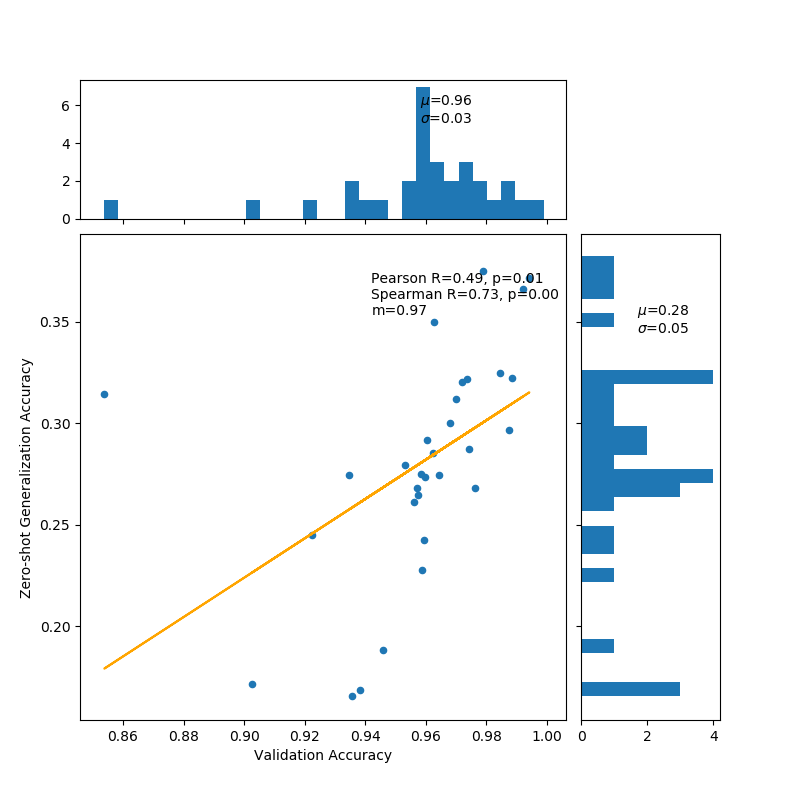 6
4
2
0
μ=0.96
σ=0.03
Pearson R=0.49, p=0.01
Spearman R=0.73, p=0.00
m=0.97
μ=0.28
σ=0.05
0.35
0.30
0.25
0.20
Zero-shot Generalization Accuracy
0.86 0.88 0.90 0.92 0.94 0.96 0.98 1.00
Validation Accuracy
0 2 4